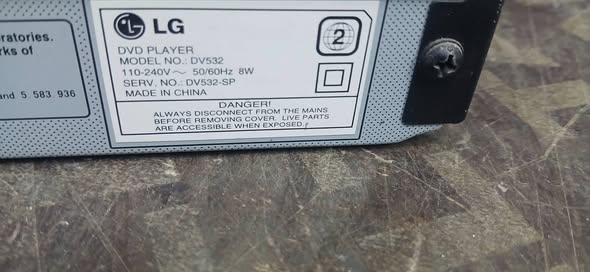 oratories.
rks of
and 5 583 936
LG
DVD PLAYER
MODEL NO.: DV532
110-240V ~ 50/60Hz 8W
SERV. NO.: DV532-SP
MADE IN CHINA
2
DANGER!
ALWAYS DISCONNECT FROM THE MAINS
BEFORE REMOVING COVER. LIVE PARTS
ARE ACCESSIBLE WHEN EXPOSED.